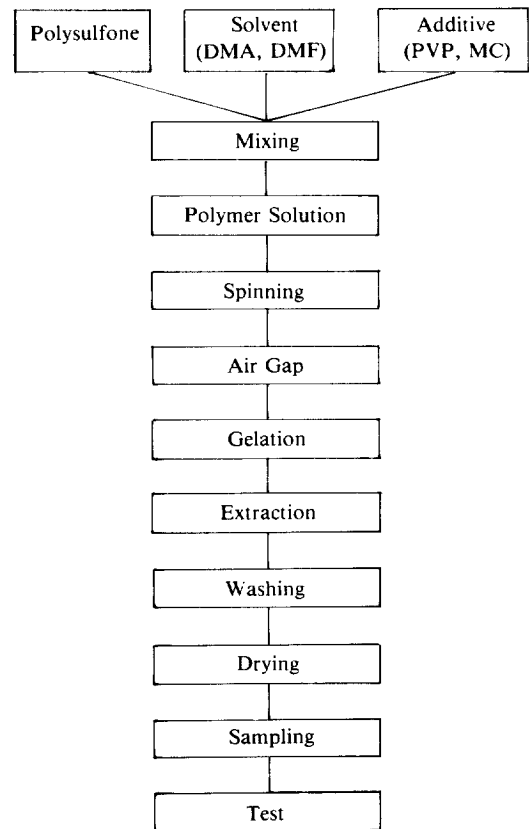 Polysulfone
Solvent
(DMA, DMF)
Additive
(PVP, MC)
Mixing
Polymer Solution
Spinning
Air Gap
Gelation
Extraction
Washing
Drying
Sampling
Test